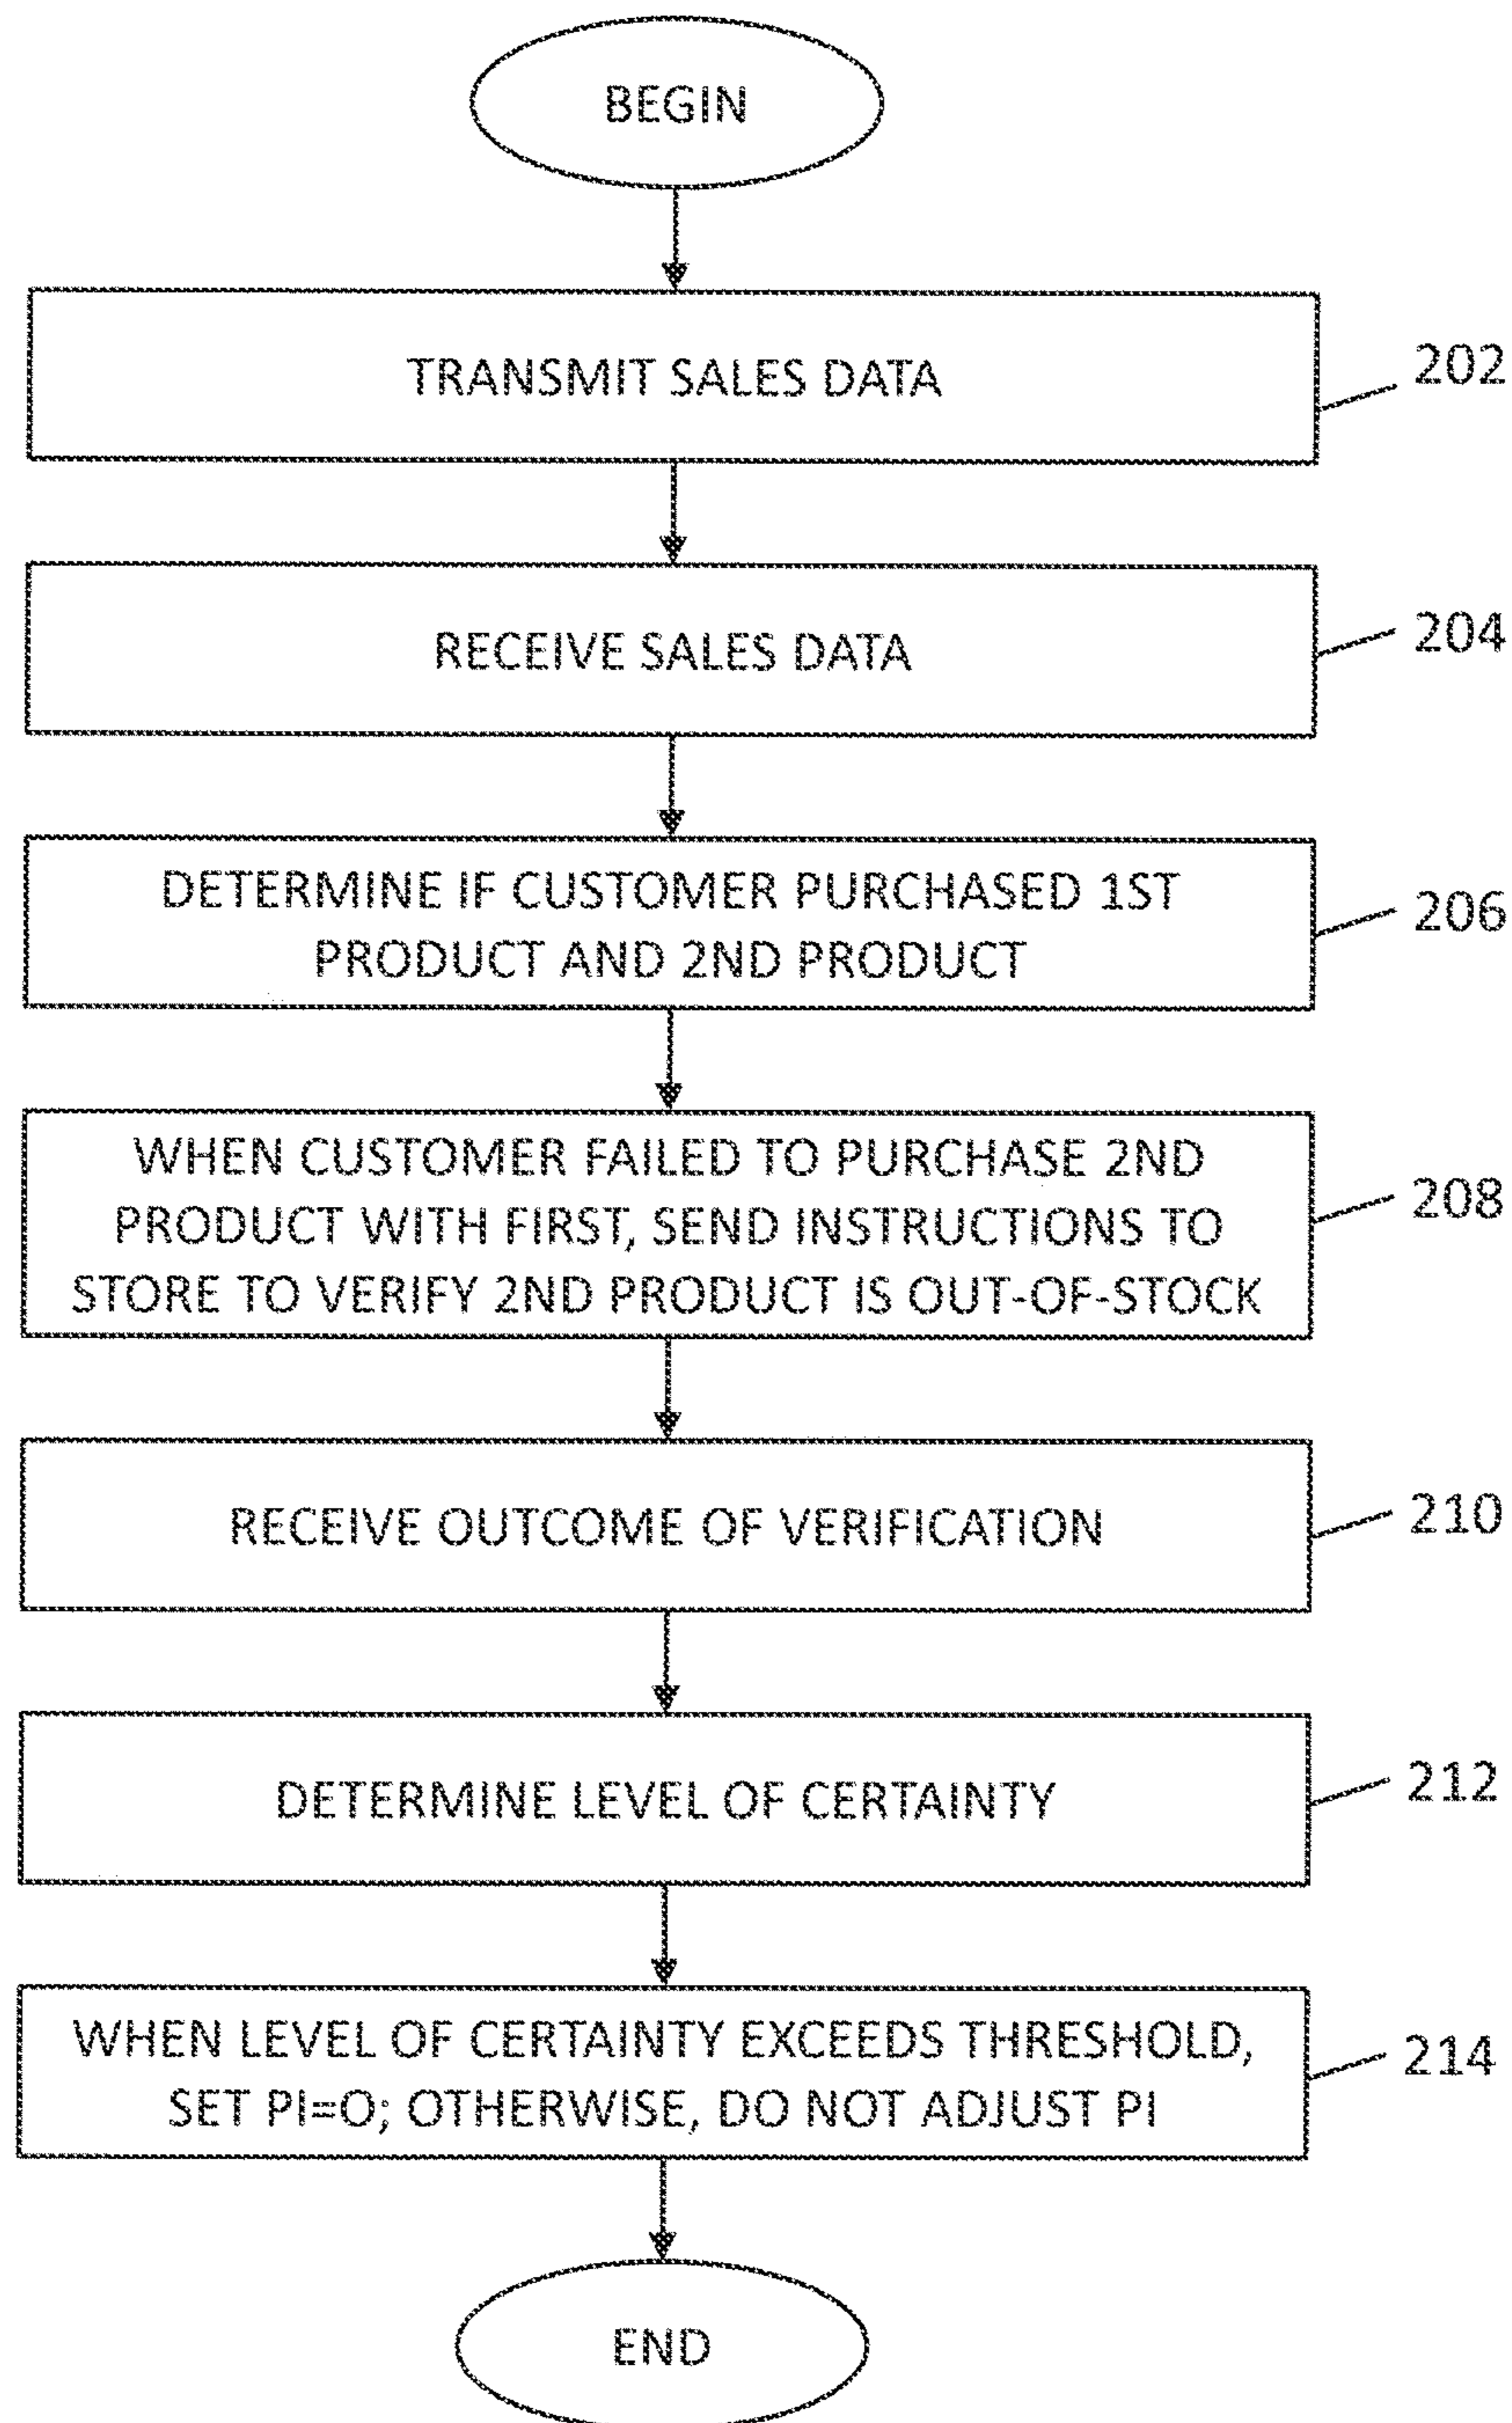 BEGIN
TRANSMIT SALES DATA
202
RECEIVE SALES DATA
204
DETERMINE IF CUSTOMER PURCHASED 1ST
PRODUCT AND 2ND PRODUCT
206
WHEN CUSTOMER FAILED TO PURCHASE 2ND
PRODUCT WITH FIRST, SEND INSTRUCTIONS TO
STORE TO VERIFY 2ND PRODUCT IS OUT-OF-STOCK
208
RECEIVE OUTCOME OF VERIFICATION
210
DETERMINE LEVEL OF CERTAINTY
212
WHEN LEVEL OF CERTAINTY EXCEEDS THRESHOLD,
SET PI=O; OTHERWISE, DO NOT ADJUST PI
214
END